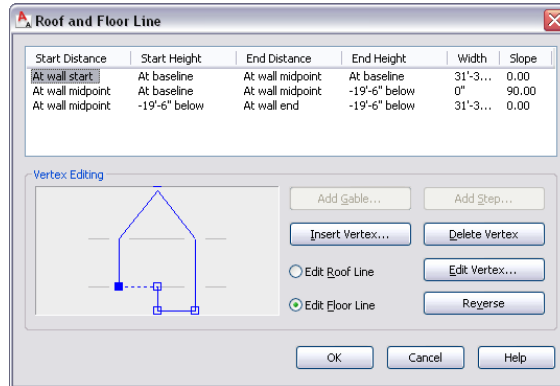 Roof and Floor Line
Start Distance Start Height End Distance End Height Width Slope
At wall start At baseline At wall midpoint At baseline 31'-3... 0.00
At wall midpoint At baseline At wall midpoint -19'-6" below 0" 90.00
At wall midpoint -19'-6" below At wall end -19'-6" below 31'-3... 0.00
Vertex Editing
Add Gable... Add Step...
Insert Vertex... Delete Vertex
Edit Roof Line Edit Vertex...
Edit Floor Line Reverse
OK Cancel Help